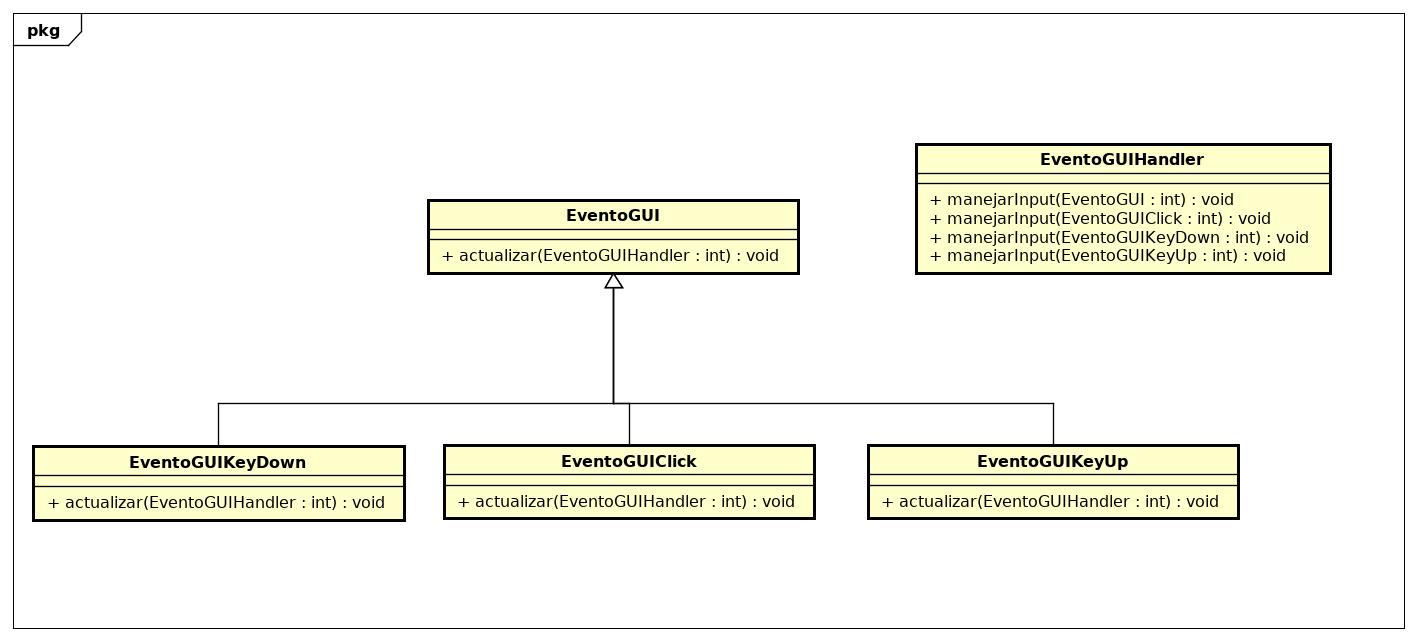 pkg
EventoGUIHandler
+ manejarInput(EventoGUI : int) : void
+ manejarInput(EventoGUIClick : int) : void
+ manejarInput(EventoGUIKeyDown : int) : void
+ manejarInput(EventoGUIKeyUp : int) : void
EventoGUI
+ actualizar(EventoGUIHandler : int) : void
EventoGUIKeyDown
+ actualizar(EventoGUIHandler : int) : void
EventoGUIClick
+ actualizar(EventoGUIHandler : int) : void
EventoGUIKeyUp
+ actualizar(EventoGUIHandler : int) : void